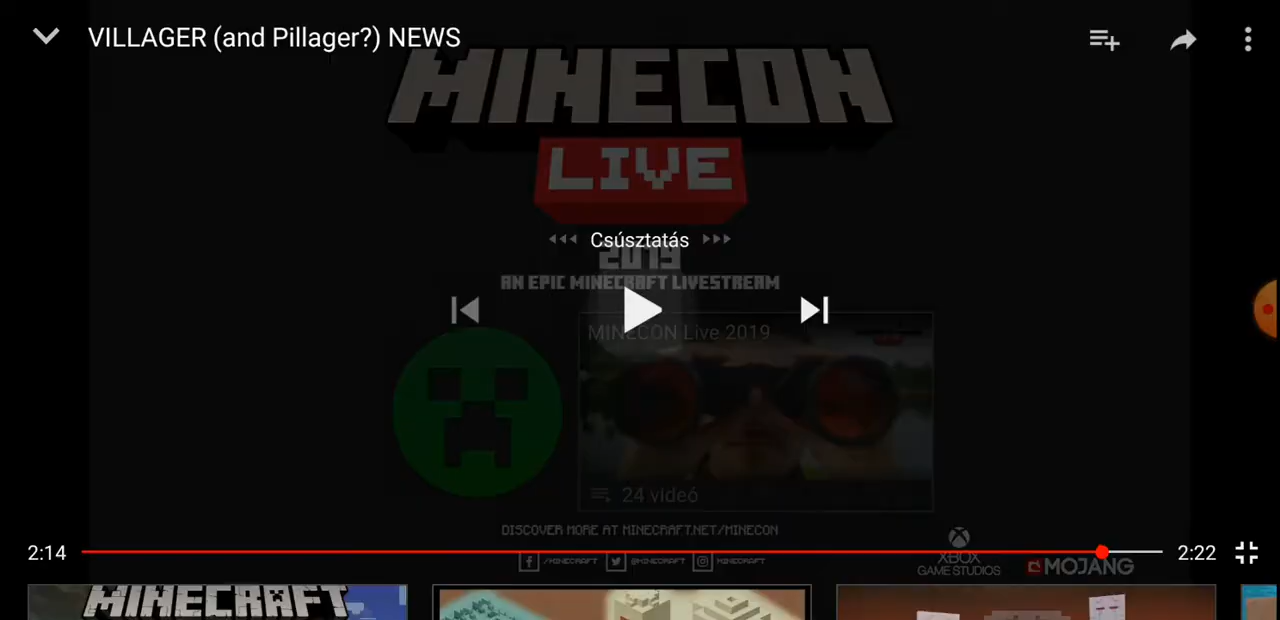 VILLAGER (and Pillager?) NEWS
MINECON
LIVE
Csúsztatás
2019
AN EPIC MINECRAFT LIVESTREAM
MINECON Live 2019
24 videó
DISCOVER MORE AT MINECRAFT.NET/MINECON
2:14
2:22
/MINECRAFT @MINECRAFT MINECRAFT
XBOX
GAME STUDIOS
MOJANG
MINECRAFT